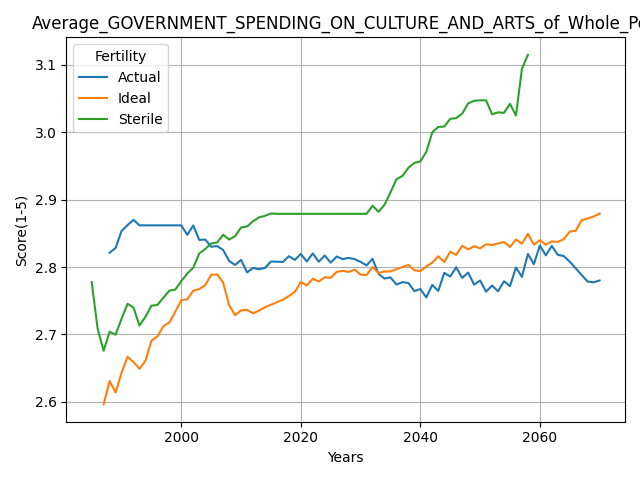 Average_GOVERNMENT_SPENDING_ON_CULTURE_AND_ARTS_of_Whole_P
Fertility
Actual
Ideal
Sterile
Score(1-5)
3.1
3.0
2.9
2.8
2.7
2.6
2000
2020
2040
2060
Years